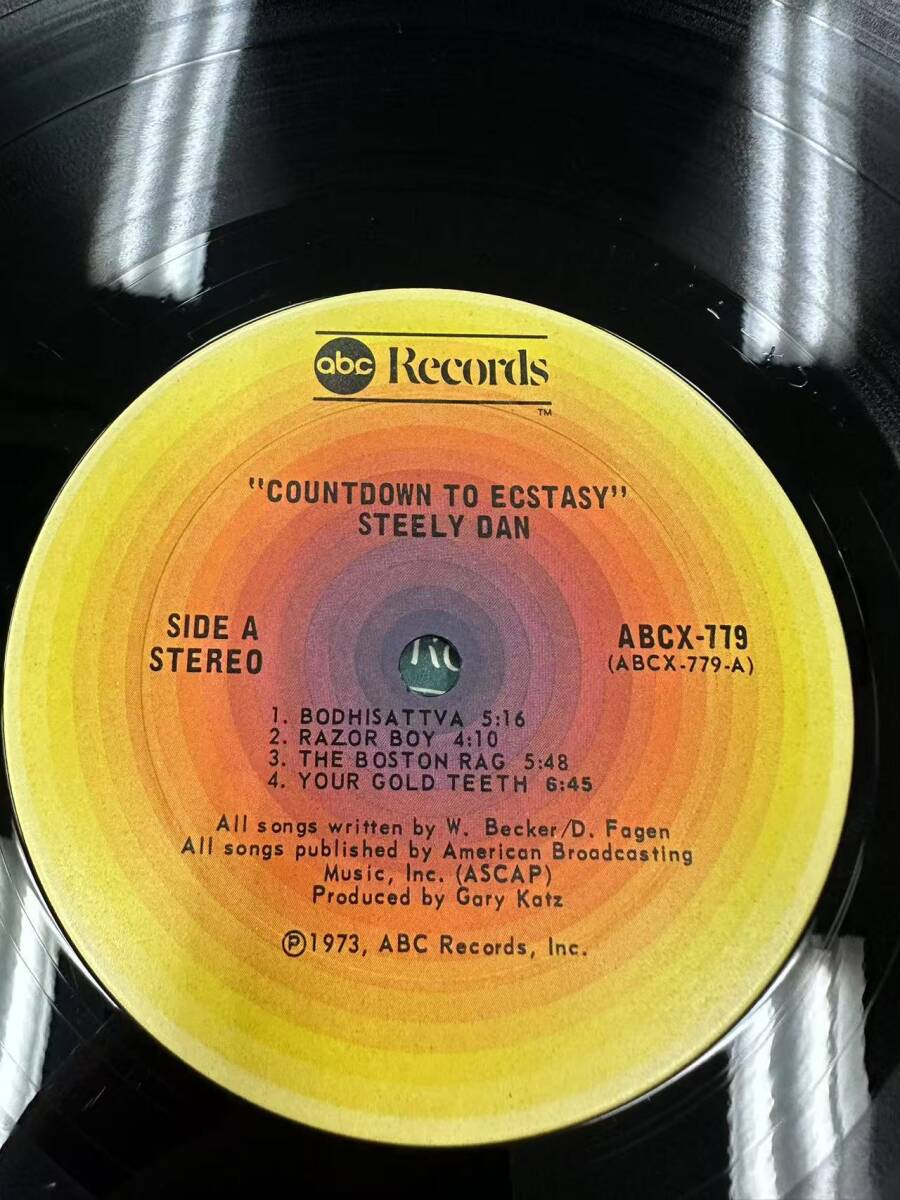 abc Records
TM
"COUNTDOWN TO ECSTASY"
STEELY DAN
SIDE A
STEREO
ABCX-779
(ABCX-779-A)
1. BODHISATTVA 5:16
2. RAZOR BOY 4:10
3. THE BOSTON RAG 5:48
4. YOUR GOLD TEETH 6:45
All songs written by W. Becker/D. Fagen
All songs published by American Broadcasting
Music, Inc. (ASCAP)
Produced by Gary Katz
℗1973, ABC Records, Inc.